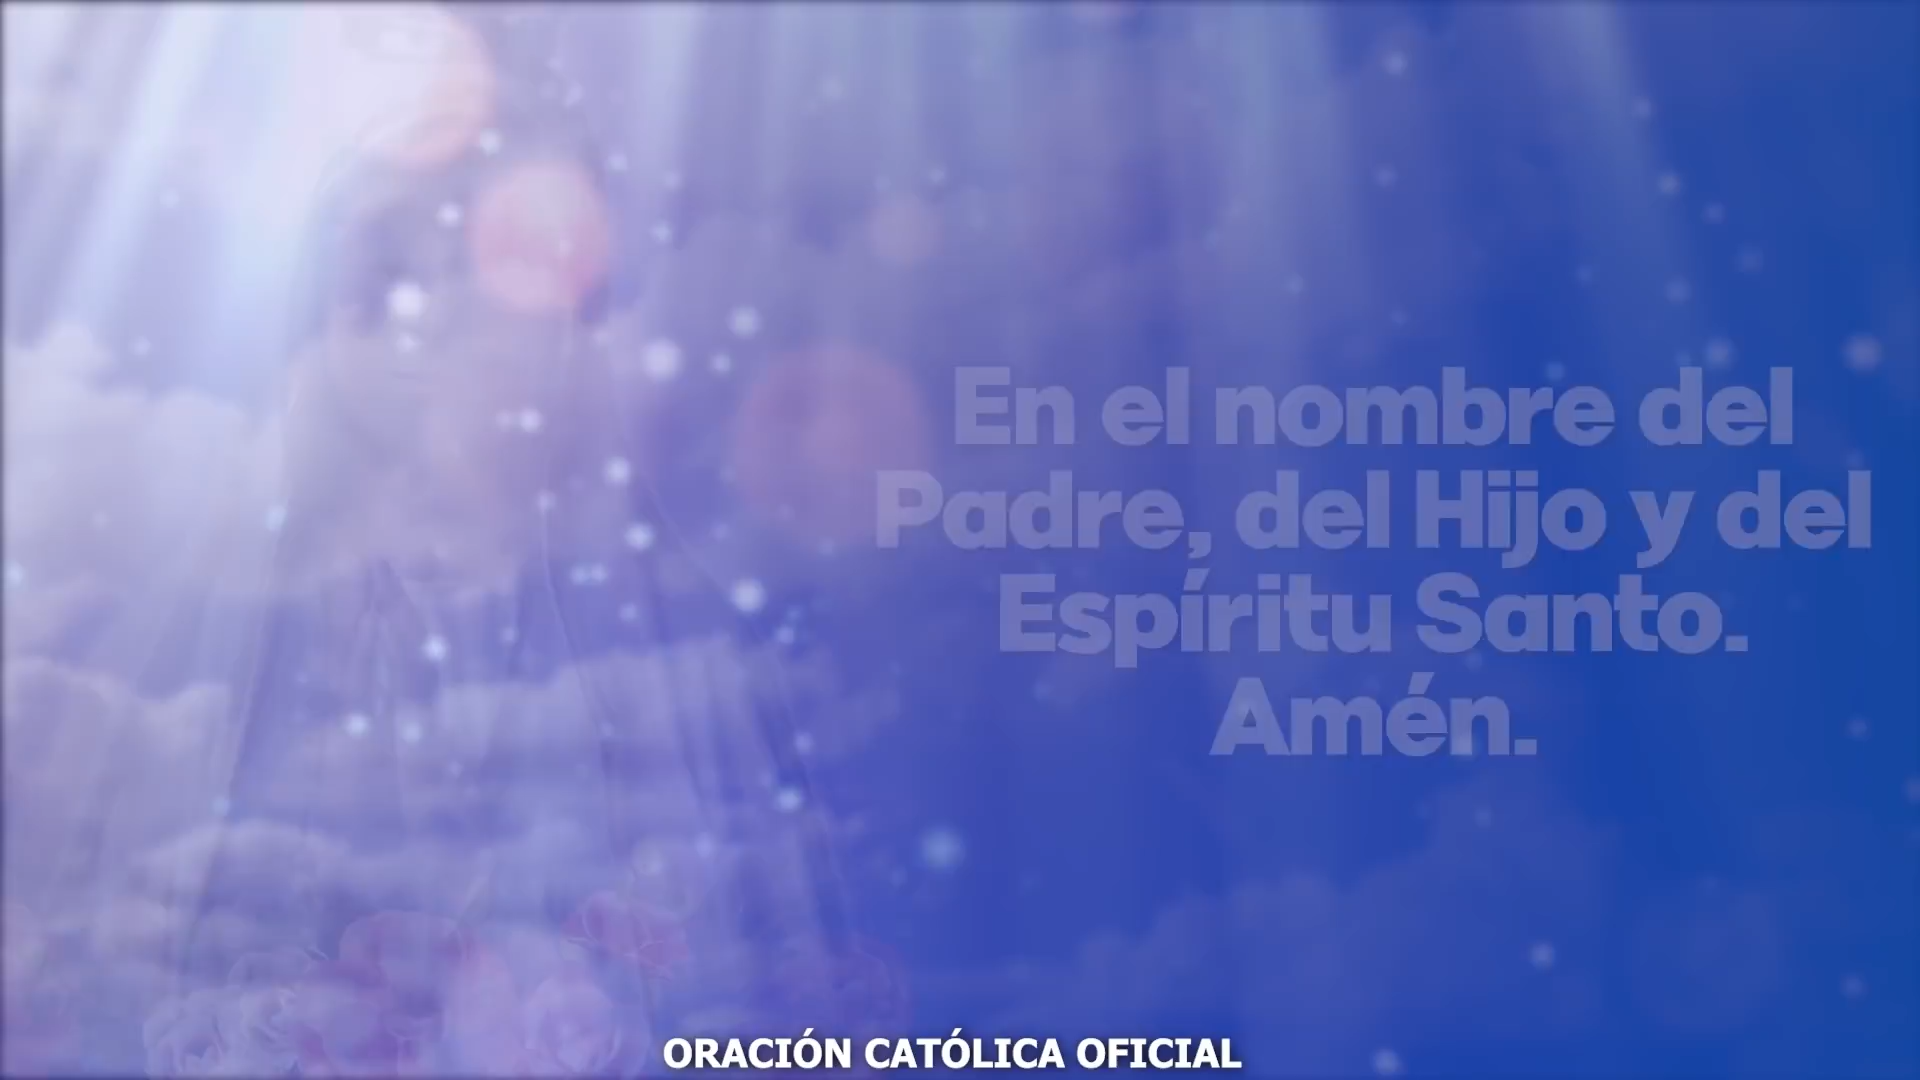 En el nombre del
Padre, del Hijo y del
Espíritu Santo.
Amén.
ORACIÓN CATÓLICA OFICIAL